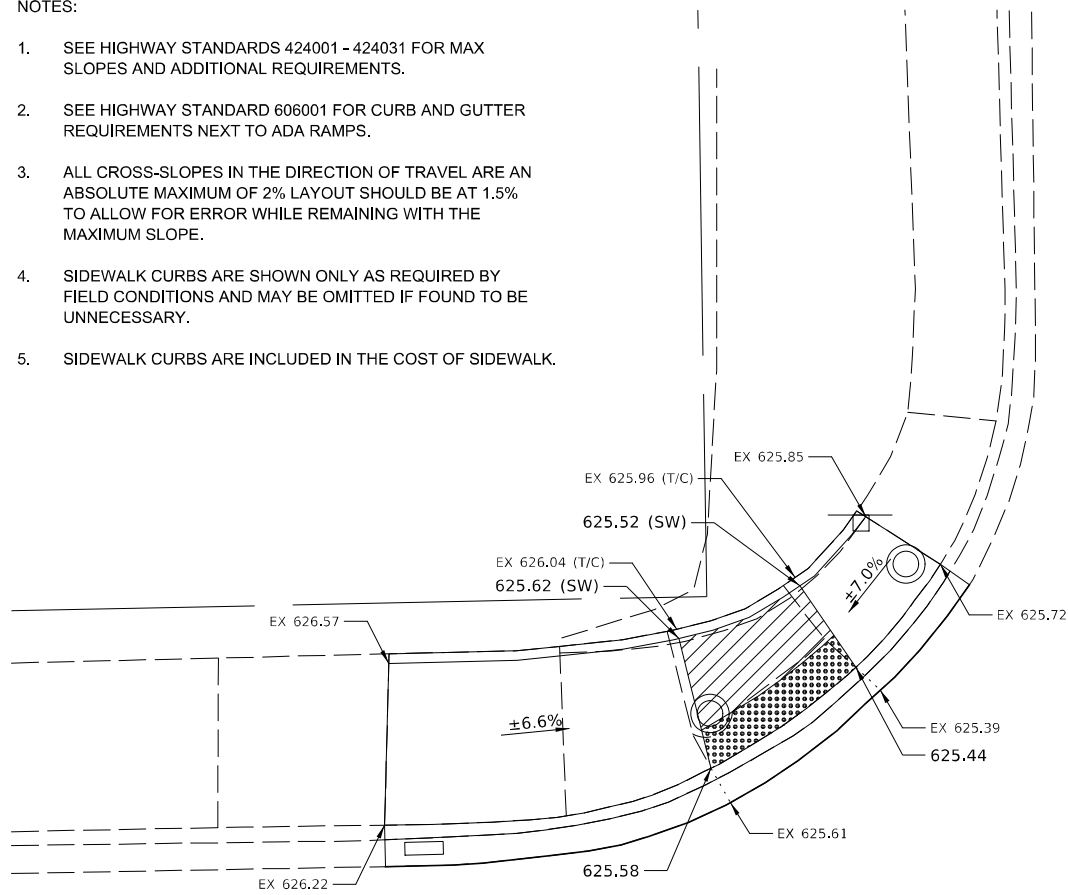 NOTES:
1. SEE HIGHWAY STANDARDS 424001 - 424031 FOR MAX
SLOPES AND ADDITIONAL REQUIREMENTS.
2. SEE HIGHWAY STANDARD 606001 FOR CURB AND GUTTER
REQUIREMENTS NEXT TO ADA RAMPS.
3. ALL CROSS-SLOPES IN THE DIRECTION OF TRAVEL ARE AN
ABSOLUTE MAXIMUM OF 2% LAYOUT SHOULD BE AT 1.5%
TO ALLOW FOR ERROR WHILE REMAINING WITH THE
MAXIMUM SLOPE.
4. SIDEWALK CURBS ARE SHOWN ONLY AS REQUIRED BY
FIELD CONDITIONS AND MAY BE OMITTED IF FOUND TO BE
UNNECESSARY.
5. SIDEWALK CURBS ARE INCLUDED IN THE COST OF SIDEWALK.
EX 625.85
EX 625.96 (T/C)
625.52 (SW)
EX 626.04 (T/C)
625.62 (SW)
±7.0%
EX 626.57
EX 625.72
±6.6%
EX 625.39
625.44
EX 625.61
625.58
EX 626.22